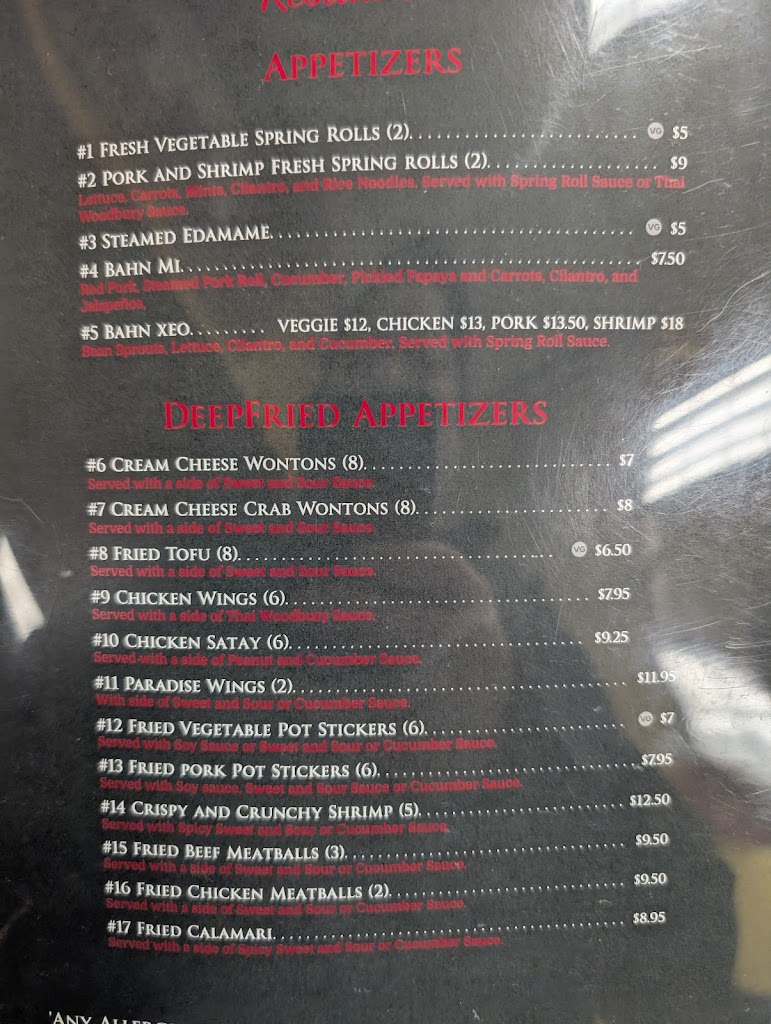 APPETIZERS
#1 FRESH VEGETABLE SPRING ROLLS (2) VG $5
#2 PORK AND SHRIMP FRESH SPRING ROLLS (2) $9
Lettuce, Carrots, Mints, Cilantro, and Rice Noodles. Served with Spring Roll Sauce or Thai
Woodbury Sauce.
#3 STEAMED EDAMAME VG $5
#4 BAHN MI $7.50
Red Pork, Steamed Pork Roll, Cucumber, Pickled Papaya and Carrots, Cilantro, and
Jalapeños.
#5 BAHN XEO VEGGIE $12, CHICKEN $13, PORK $13.50, SHRIMP $18
Bean Sprouts, Lettuce, Cilantro, and Cucumber. Served with Spring Roll Sauce.
DEEPFRIED APPETIZERS
#6 CREAM CHEESE WONTONS (8) $7
Served with a side of Sweet and Sour Sauce.
#7 CREAM CHEESE CRAB WONTONS (8) $8
Served with a side of Sweet and Sour Sauce.
#8 FRIED TOFU (8) VG $6.50
Served with a side of Sweet and Sour Sauce.
#9 CHICKEN WINGS (6) $7.95
Served with a side of Thai Woodbury Sauce.
#10 CHICKEN SATAY (6) $9.25
Served with a side of Peanut and Cucumber Sauce.
#11 PARADISE WINGS (2) $11.95
With side of Sweet and Sour or Cucumber Sauce.
#12 FRIED VEGETABLE POT STICKERS (6) VG $7
Served with Soy Sauce or Sweet and Sour or Cucumber Sauce.
#13 FRIED PORK POT STICKERS (6) $7.95
Served with Soy sauce, Sweet and Sour Sauce or Cucumber Sauce.
#14 CRISPY AND CRUNCHY SHRIMP (5) $12.50
Served with Spicy Sweet and Sour or Cucumber Sauce.
#15 FRIED BEEF MEATBALLS (3) $9.50
Served with a side of Sweet and Sour or Cucumber Sauce.
#16 FRIED CHICKEN MEATBALLS (2) $9.50
Served with a side of Sweet and Sour or Cucumber Sauce.
#17 FRIED CALAMARI $8.95
Served with a side of Spicy Sweet and Sour or Cucumber Sauce.
'ANY